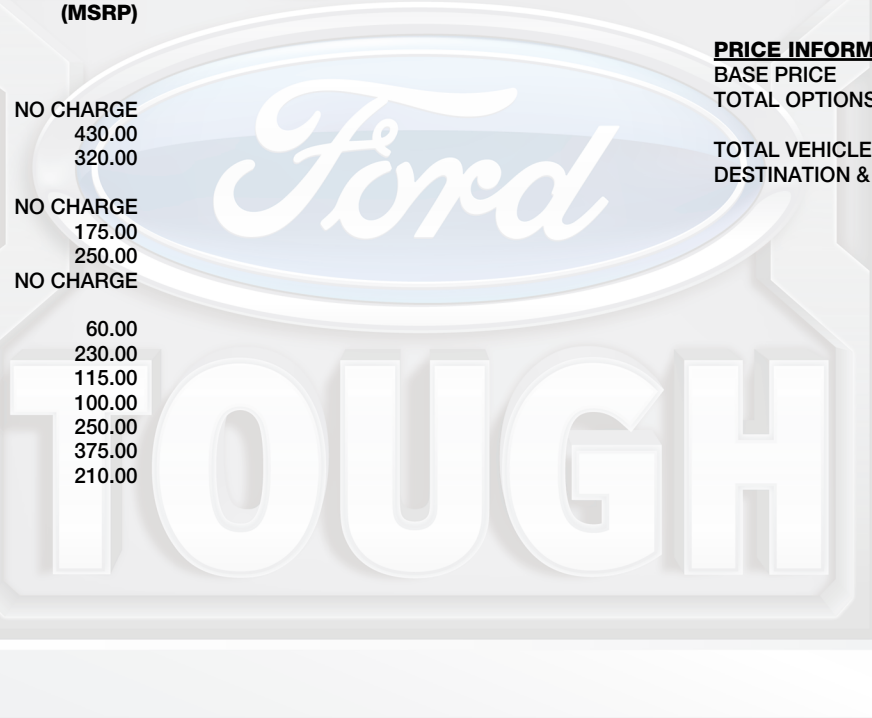 (MSRP)
NO CHARGE
430.00
320.00
NO CHARGE
175.00
250.00
NO CHARGE
60.00
230.00
115.00
100.00
250.00
375.00
210.00
PRICE INFORM
BASE PRICE
TOTAL OPTIONS
TOTAL VEHICLE
DESTINATION &
Ford
TOUGH